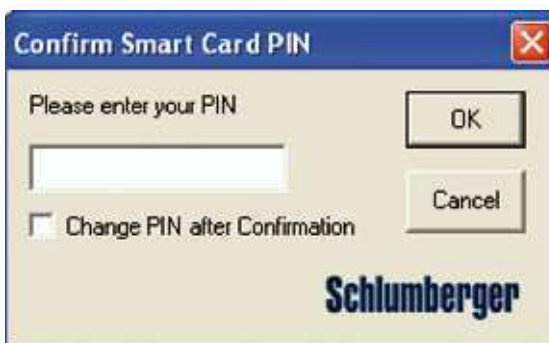 Confirm Smart Card PIN
Please enter your PIN
OK
Cancel
Change PIN after Confirmation
Schlumberger